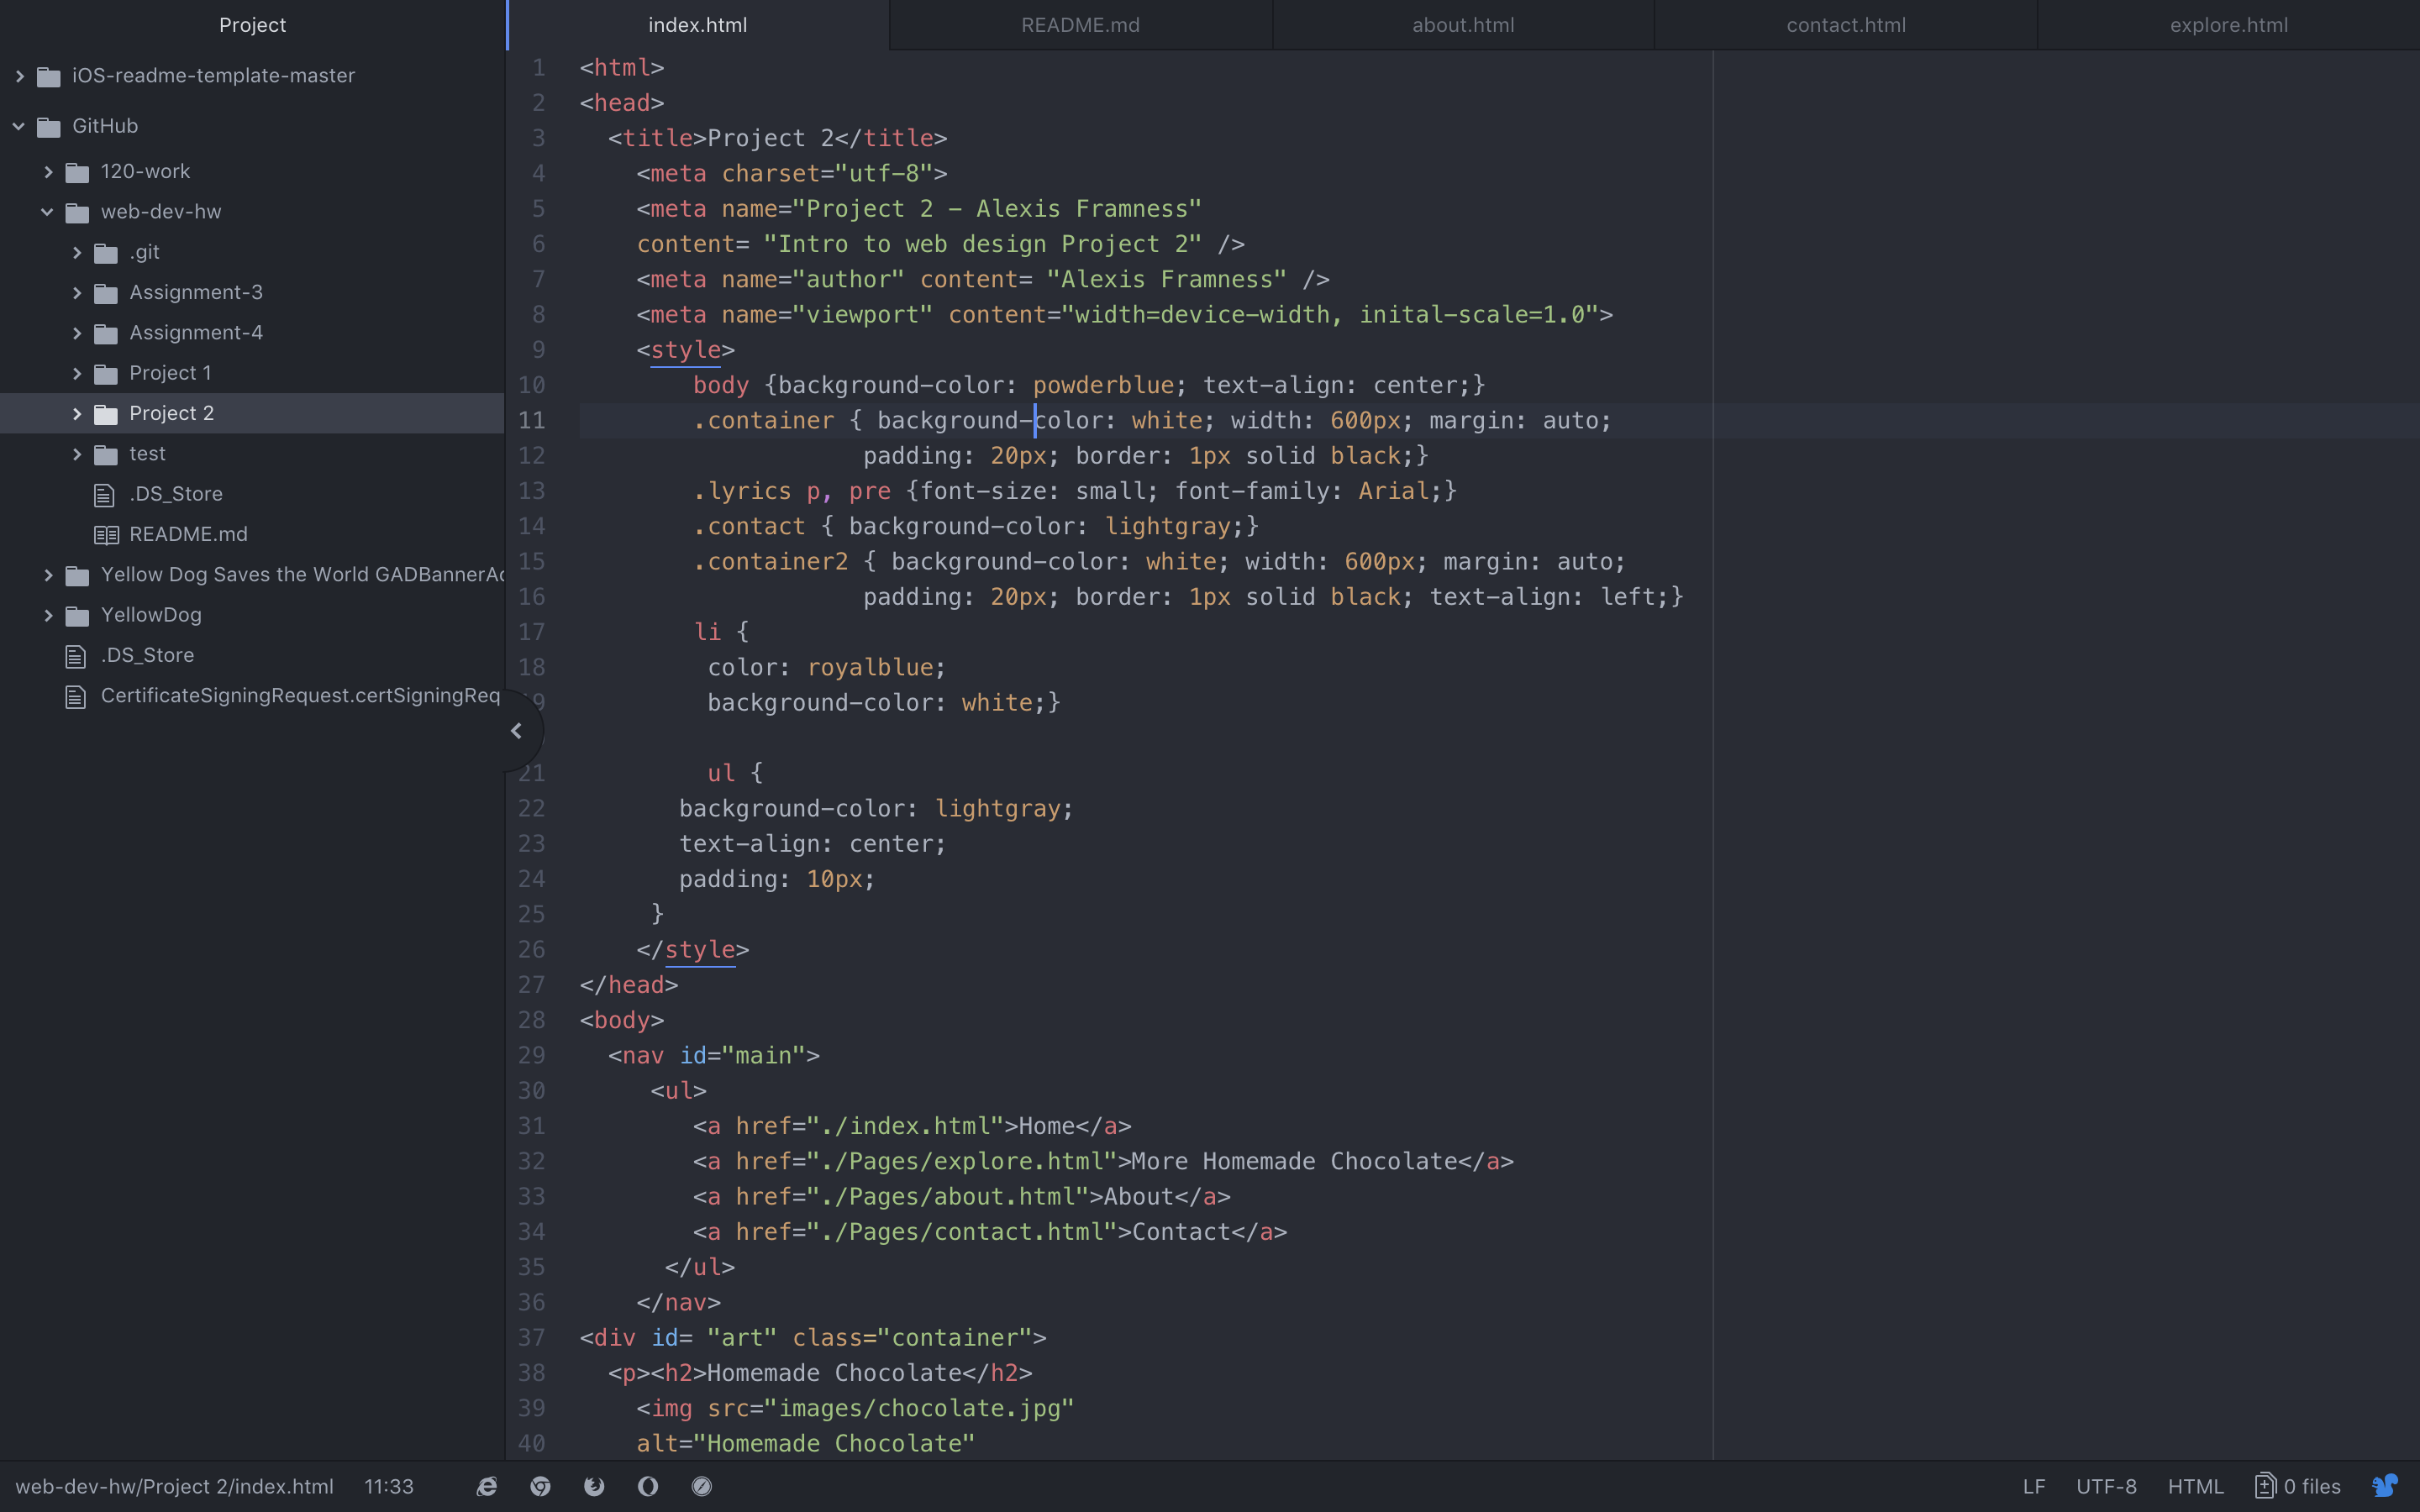 Project
iOS-readme-template-master
GitHub
120-work
web-dev-hw
.git
Assignment-3
Assignment-4
Project 1
Project 2
test
.DS_Store
README.md
Yellow Dog Saves the World GADBannerAd
YellowDog
.DS_Store
CertificateSigningRequest.certSigningReq
index.html
README.md
about.html
contact.html
explore.html
1 <html>
2 <head>
3 <title>Project 2</title>
4 <meta charset="utf-8">
5 <meta name="Project 2 - Alexis Framness"
6 content= "Intro to web design Project 2" />
7 <meta name="author" content= "Alexis Framness" />
8 <meta name="viewport" content="width=device-width, inital-scale=1.0">
9 <style>
10 body {background-color: powderblue; text-align: center;}
11 .container { background-color: white; width: 600px; margin: auto;
12 padding: 20px; border: 1px solid black;}
13 .lyrics p, pre {font-size: small; font-family: Arial;}
14 .contact { background-color: lightgray;}
15 .container2 { background-color: white; width: 600px; margin: auto;
16 padding: 20px; border: 1px solid black; text-align: left;}
17 li {
18 color: royalblue;
19 background-color: white;}
21 ul {
22 background-color: lightgray;
23 text-align: center;
24 padding: 10px;
25 }
26 </style>
27 </head>
28 <body>
29 <nav id="main">
30 <ul>
31 <a href="./index.html">Home</a>
32 <a href="./Pages/explore.html">More Homemade Chocolate</a>
33 <a href="./Pages/about.html">About</a>
34 <a href="./Pages/contact.html">Contact</a>
35 </ul>
36 </nav>
37 <div id= "art" class="container">
38 <p><h2>Homemade Chocolate</h2>
39 <img src="images/chocolate.jpg"
40 alt="Homemade Chocolate"
web-dev-hw/Project 2/index.html 11:33
LF UTF-8 HTML 0 files